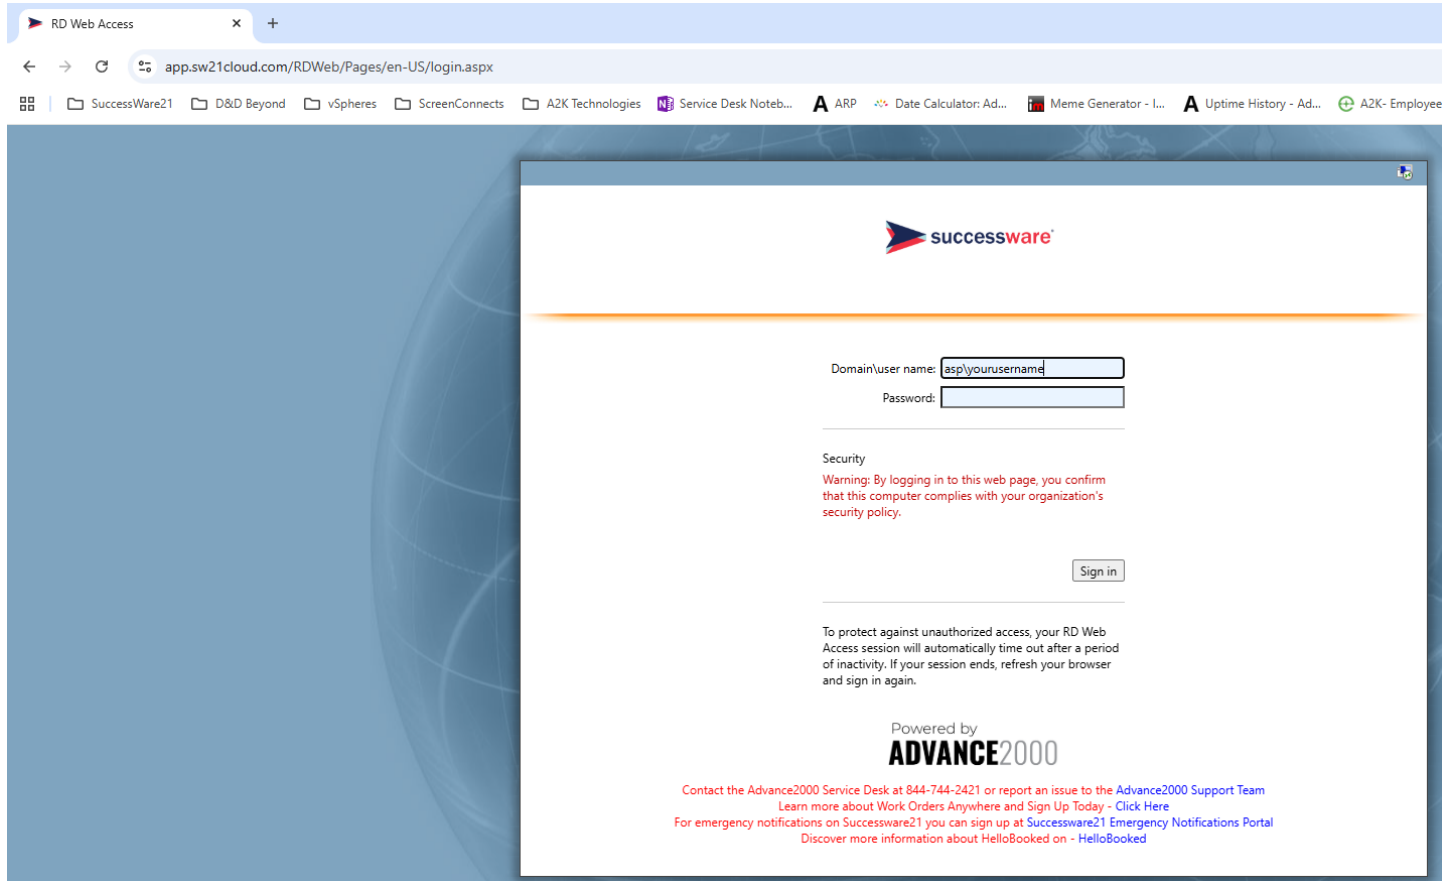 RD Web Access
app.sw21cloud.com/RDWeb/Pages/en-US/login.aspx
SuccessWare21 D&D Beyond vSpheres ScreenConnects A2K Technologies Service Desk Noteb... ARP Date Calculator: Ad... Meme Generator - I... Uptime History - Ad... A2K- Employee
successware
Domain\user name: asp\yourusername
Password:
Security
Warning: By logging in to this web page, you confirm
that this computer complies with your organization's
security policy.
Sign in
To protect against unauthorized access, your RD Web
Access session will automatically time out after a period
of inactivity. If your session ends, refresh your browser
and sign in again.
Powered by
ADVANCE2000
Contact the Advance2000 Service Desk at 844-744-2421 or report an issue to the Advance2000 Support Team
Learn more about Work Orders Anywhere and Sign Up Today - Click Here
For emergency notifications on Successware21 you can sign up at Successware21 Emergency Notifications Portal
Discover more information about HelloBooked on - HelloBooked